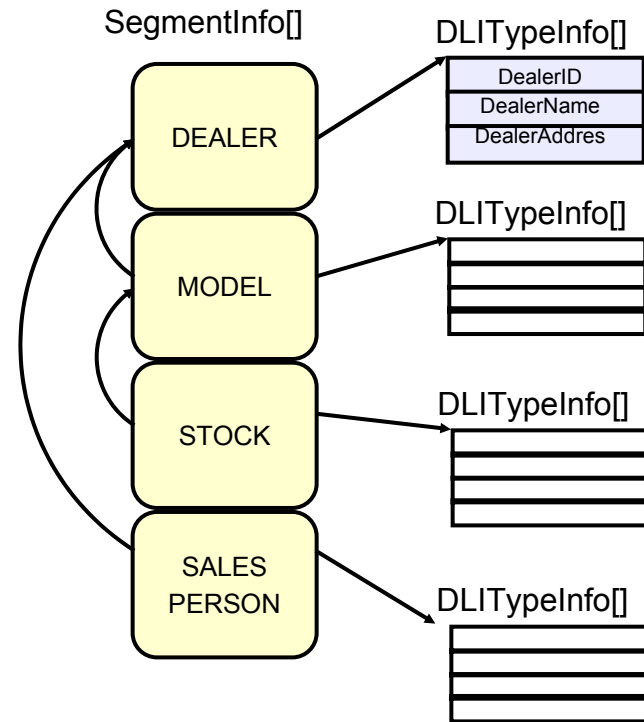 SegmentInfo[]
DLITypeInfo[]
DealerID
DealerName
DealerAddres
DEALER
DLITypeInfo[]
MODEL
DLITypeInfo[]
STOCK
DLITypeInfo[]
SALES
PERSON